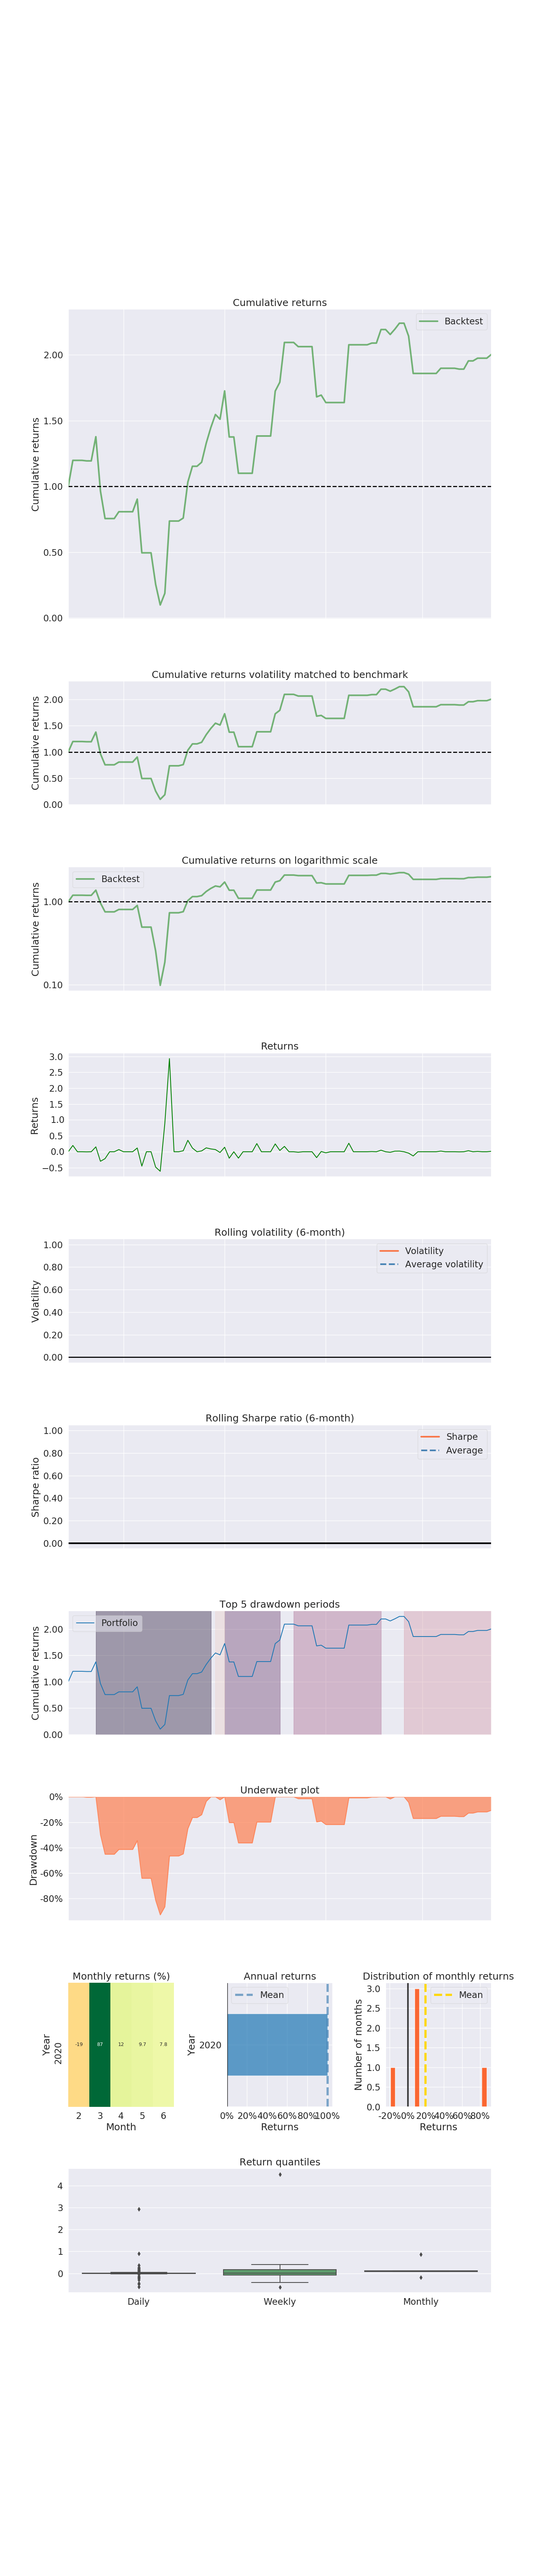 Cumulative returns
Backtest
Cumulative returns
2.00
1.50
1.00
0.50
0.00
Cumulative returns volatility matched to benchmark
Cumulative returns
2.00
1.50
1.00
0.50
0.00
Cumulative returns on logarithmic scale
Backtest
Cumulative returns
1.00
0.10
Returns
Returns
3.0
2.5
2.0
1.5
1.0
0.5
0.0
−0.5
Rolling volatility (6-month)
Volatility
Average volatility
Volatility
1.00
0.80
0.60
0.40
0.20
0.00
Rolling Sharpe ratio (6-month)
Sharpe
Average
Sharpe ratio
1.00
0.80
0.60
0.40
0.20
0.00
Top 5 drawdown periods
Portfolio
Cumulative returns
2.00
1.50
1.00
0.50
0.00
Underwater plot
Drawdown
0%
-20%
-40%
-60%
-80%
Monthly returns (%)
Year
2020
-19 87 12 9.7 7.8
2 3 4 5 6
Month
Annual returns
Mean
Year
2020
0% 20% 40% 60% 80% 100%
Returns
Distribution of monthly returns
Mean
Number of months
3.0
2.5
2.0
1.5
1.0
0.5
0.0
-20% 0% 20% 40% 60% 80%
Returns
Return quantiles
4
3
2
1
0
Daily Weekly Monthly